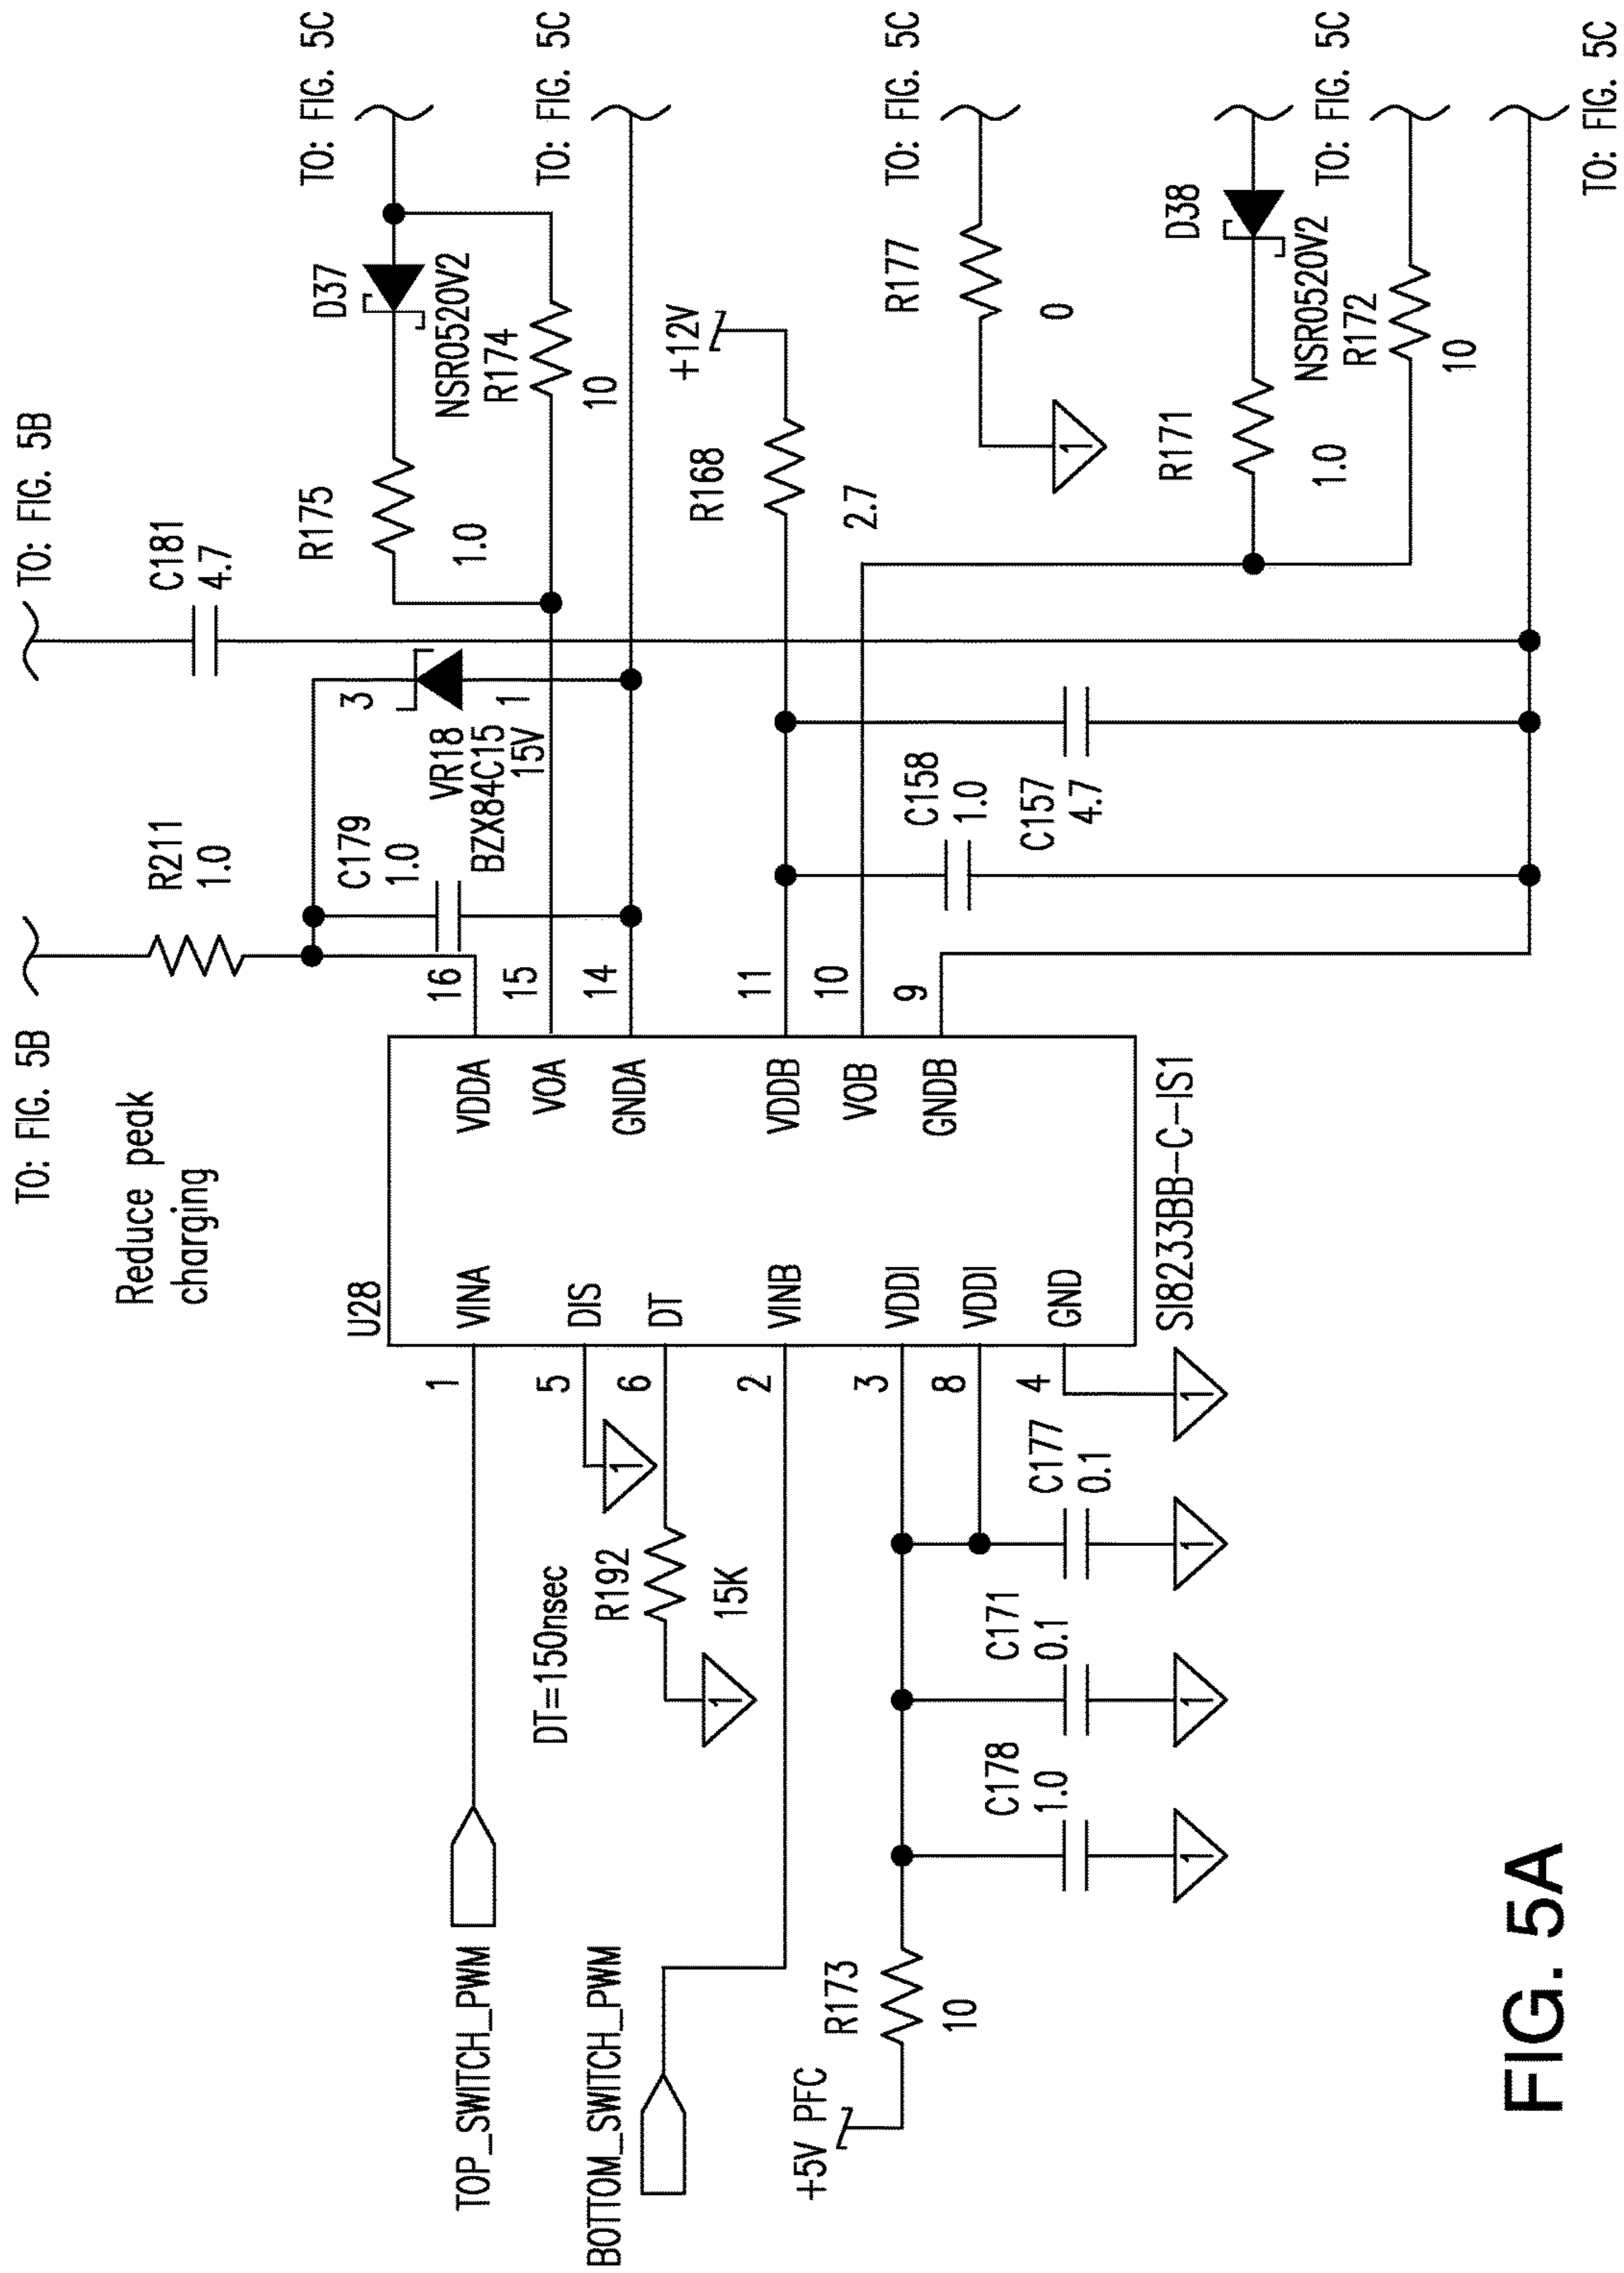 TO: FIG. 5B
TO: FIG. 5B
Reduce peak
charging
R211
1.0
C181
4.7
TO: FIG. 5C
TO: FIG. 5C
D37
NSR0520V2
R175
1.0
R174
10
C179
1.0
3
1
VR18
BZX84C15
15V
U28
TOP_SWITCH_PWM
1
VINA
VDDA
16
VOA
15
5
DIS
GNDA
14
DT=150nsec
R192
15K
6
DT
1
1
BOTTOM_SWITCH_PWM
2
VINB
VDDB
11
R168
2.7
+12V
VOB
10
+5V_PFC
R173
10
3
VDDI
GNDB
9
8
VDDI
4
GND
C178
1.0
C171
0.1
C177
0.1
1
1
1
1
SI8233BB-C-IS1
C158
1.0
C157
4.7
R177
0
1
TO: FIG. 5C
D38
NSR0520V2
R171
1.0
R172
10
TO: FIG. 5C
TO: FIG. 5C
FIG. 5A